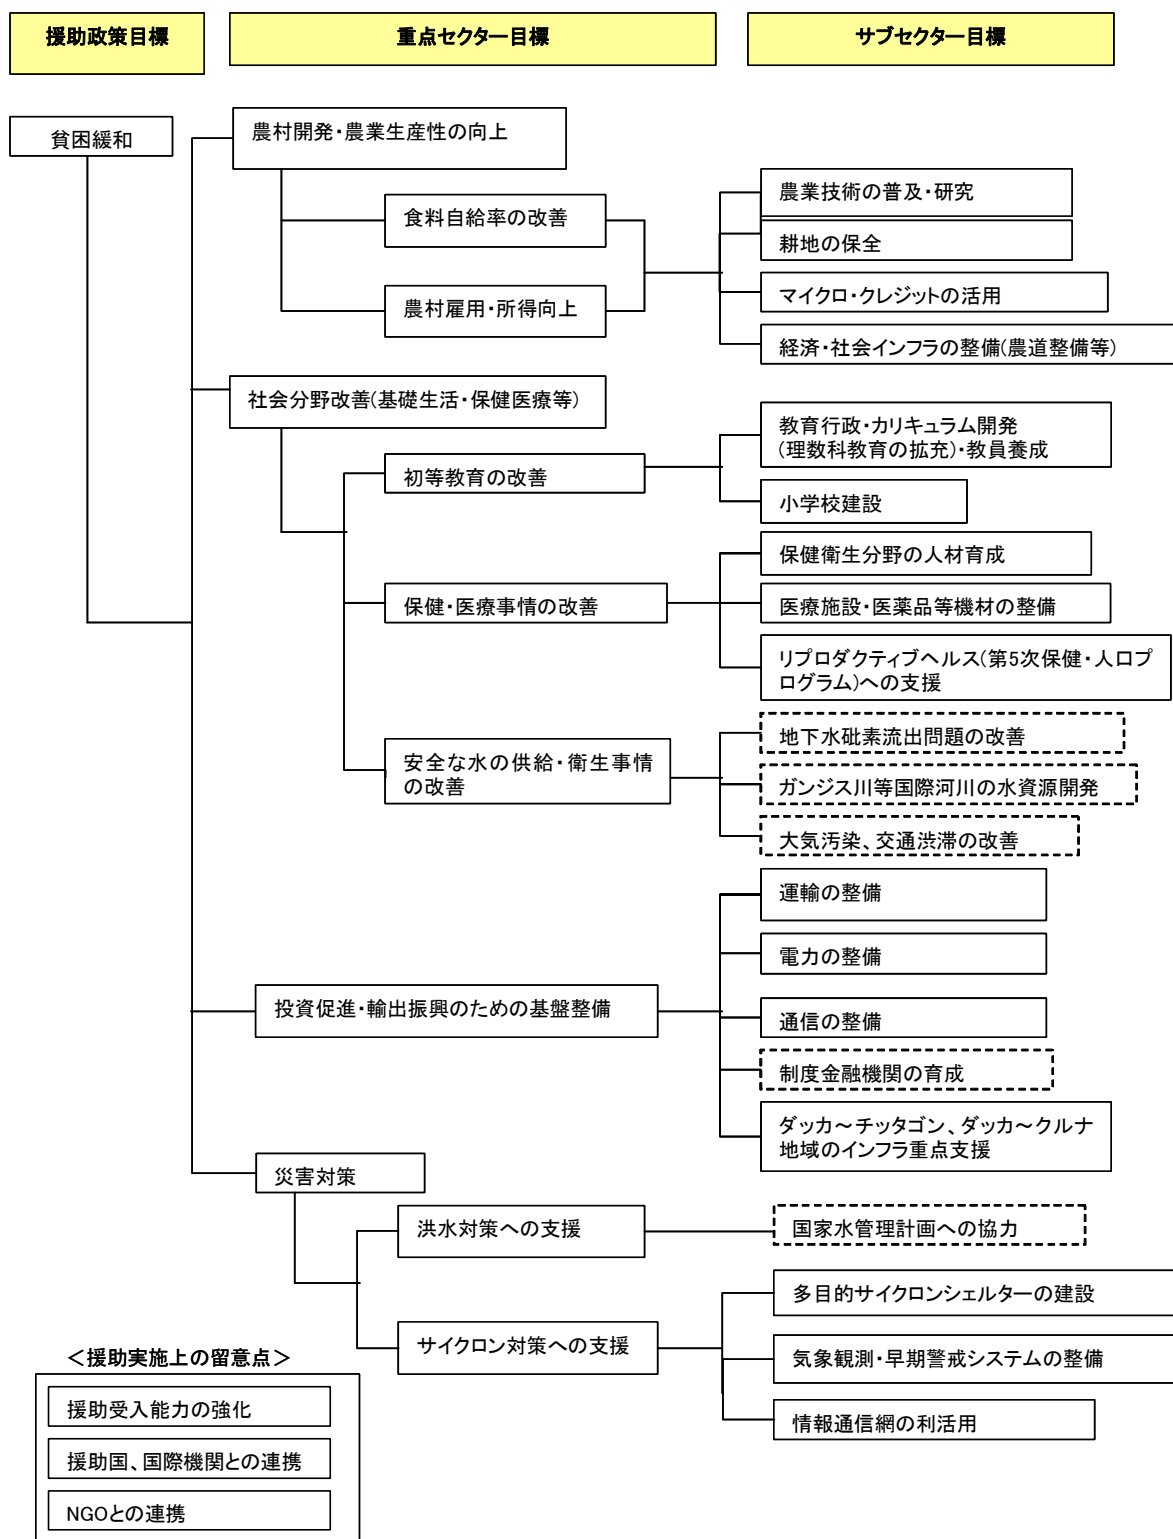 援助政策目標
重点セクター目標
サブセクター目標
貧困緩和
農村開発・農業生産性の向上
食料自給率の改善
農村雇用・所得向上
農業技術の普及・研究
耕地の保全
マイクロ・クレジットの活用
経済・社会インフラの整備(農道整備等)
社会分野改善(基礎生活・保健医療等)
初等教育の改善
教育行政・カリキュラム開発
(理数科教育の拡充)・教員養成
小学校建設
保健・医療事情の改善
保健衛生分野の人材育成
医療施設・医薬品等機材の整備
リプロダクティブヘルス(第5次保健・人口プ
ログラム)への支援
安全な水の供給・衛生事情
の改善
地下水砒素流出問題の改善
ガンジス川等国際河川の水資源開発
大気汚染、交通渋滞の改善
投資促進・輸出振興のための基盤整備
運輸の整備
電力の整備
通信の整備
制度金融機関の育成
ダッカ～チッタゴン、ダッカ～クルナ
地域のインフラ重点支援
災害対策
洪水対策への支援
国家水管理計画への協力
サイクロン対策への支援
多目的サイクロンシェルターの建設
気象観測・早期警戒システムの整備
情報通信網の利活用
＜援助実施上の留意点＞
援助受入能力の強化
援助国、国際機関との連携
NGOとの連携